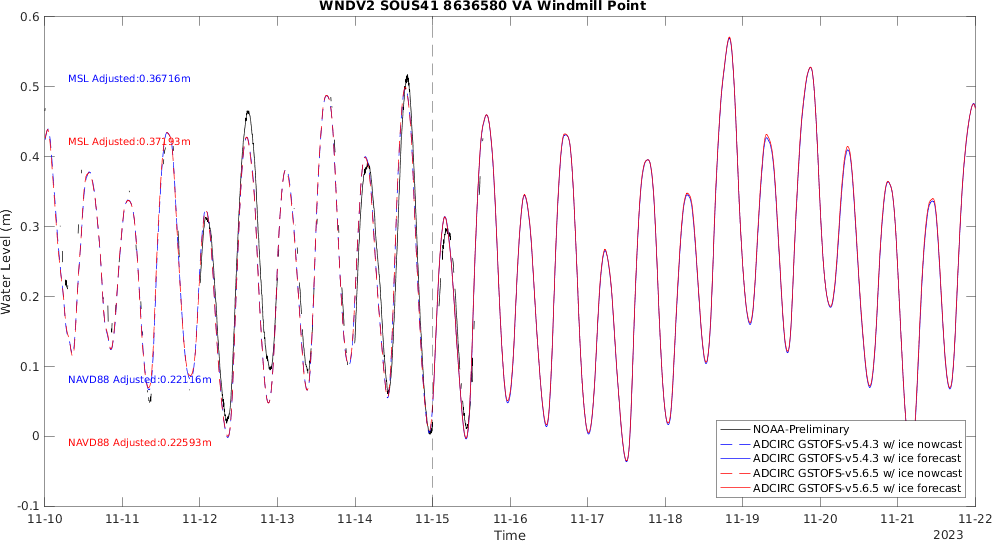 WNDV2 SOUS41 8636580 VA Windmill Point
0.6
0.5
0.4
0.3
0.2
0.1
0
-0.1
Water Level (m)
MSL Adjusted:0.36716m
MSL Adjusted:0.37193m
NAVD88 Adjusted:0.22116m
NAVD88 Adjusted:0.22593m
NOAA-Preliminary
ADCIRC GSTOFS-v5.4.3 w/ ice nowcast
ADCIRC GSTOFS-v5.4.3 w/ ice forecast
ADCIRC GSTOFS-v5.6.5 w/ ice nowcast
ADCIRC GSTOFS-v5.6.5 w/ ice forecast
11-10 11-11 11-12 11-13 11-14 11-15 11-16 11-17 11-18 11-19 11-20 11-21 11-22
Time
2023